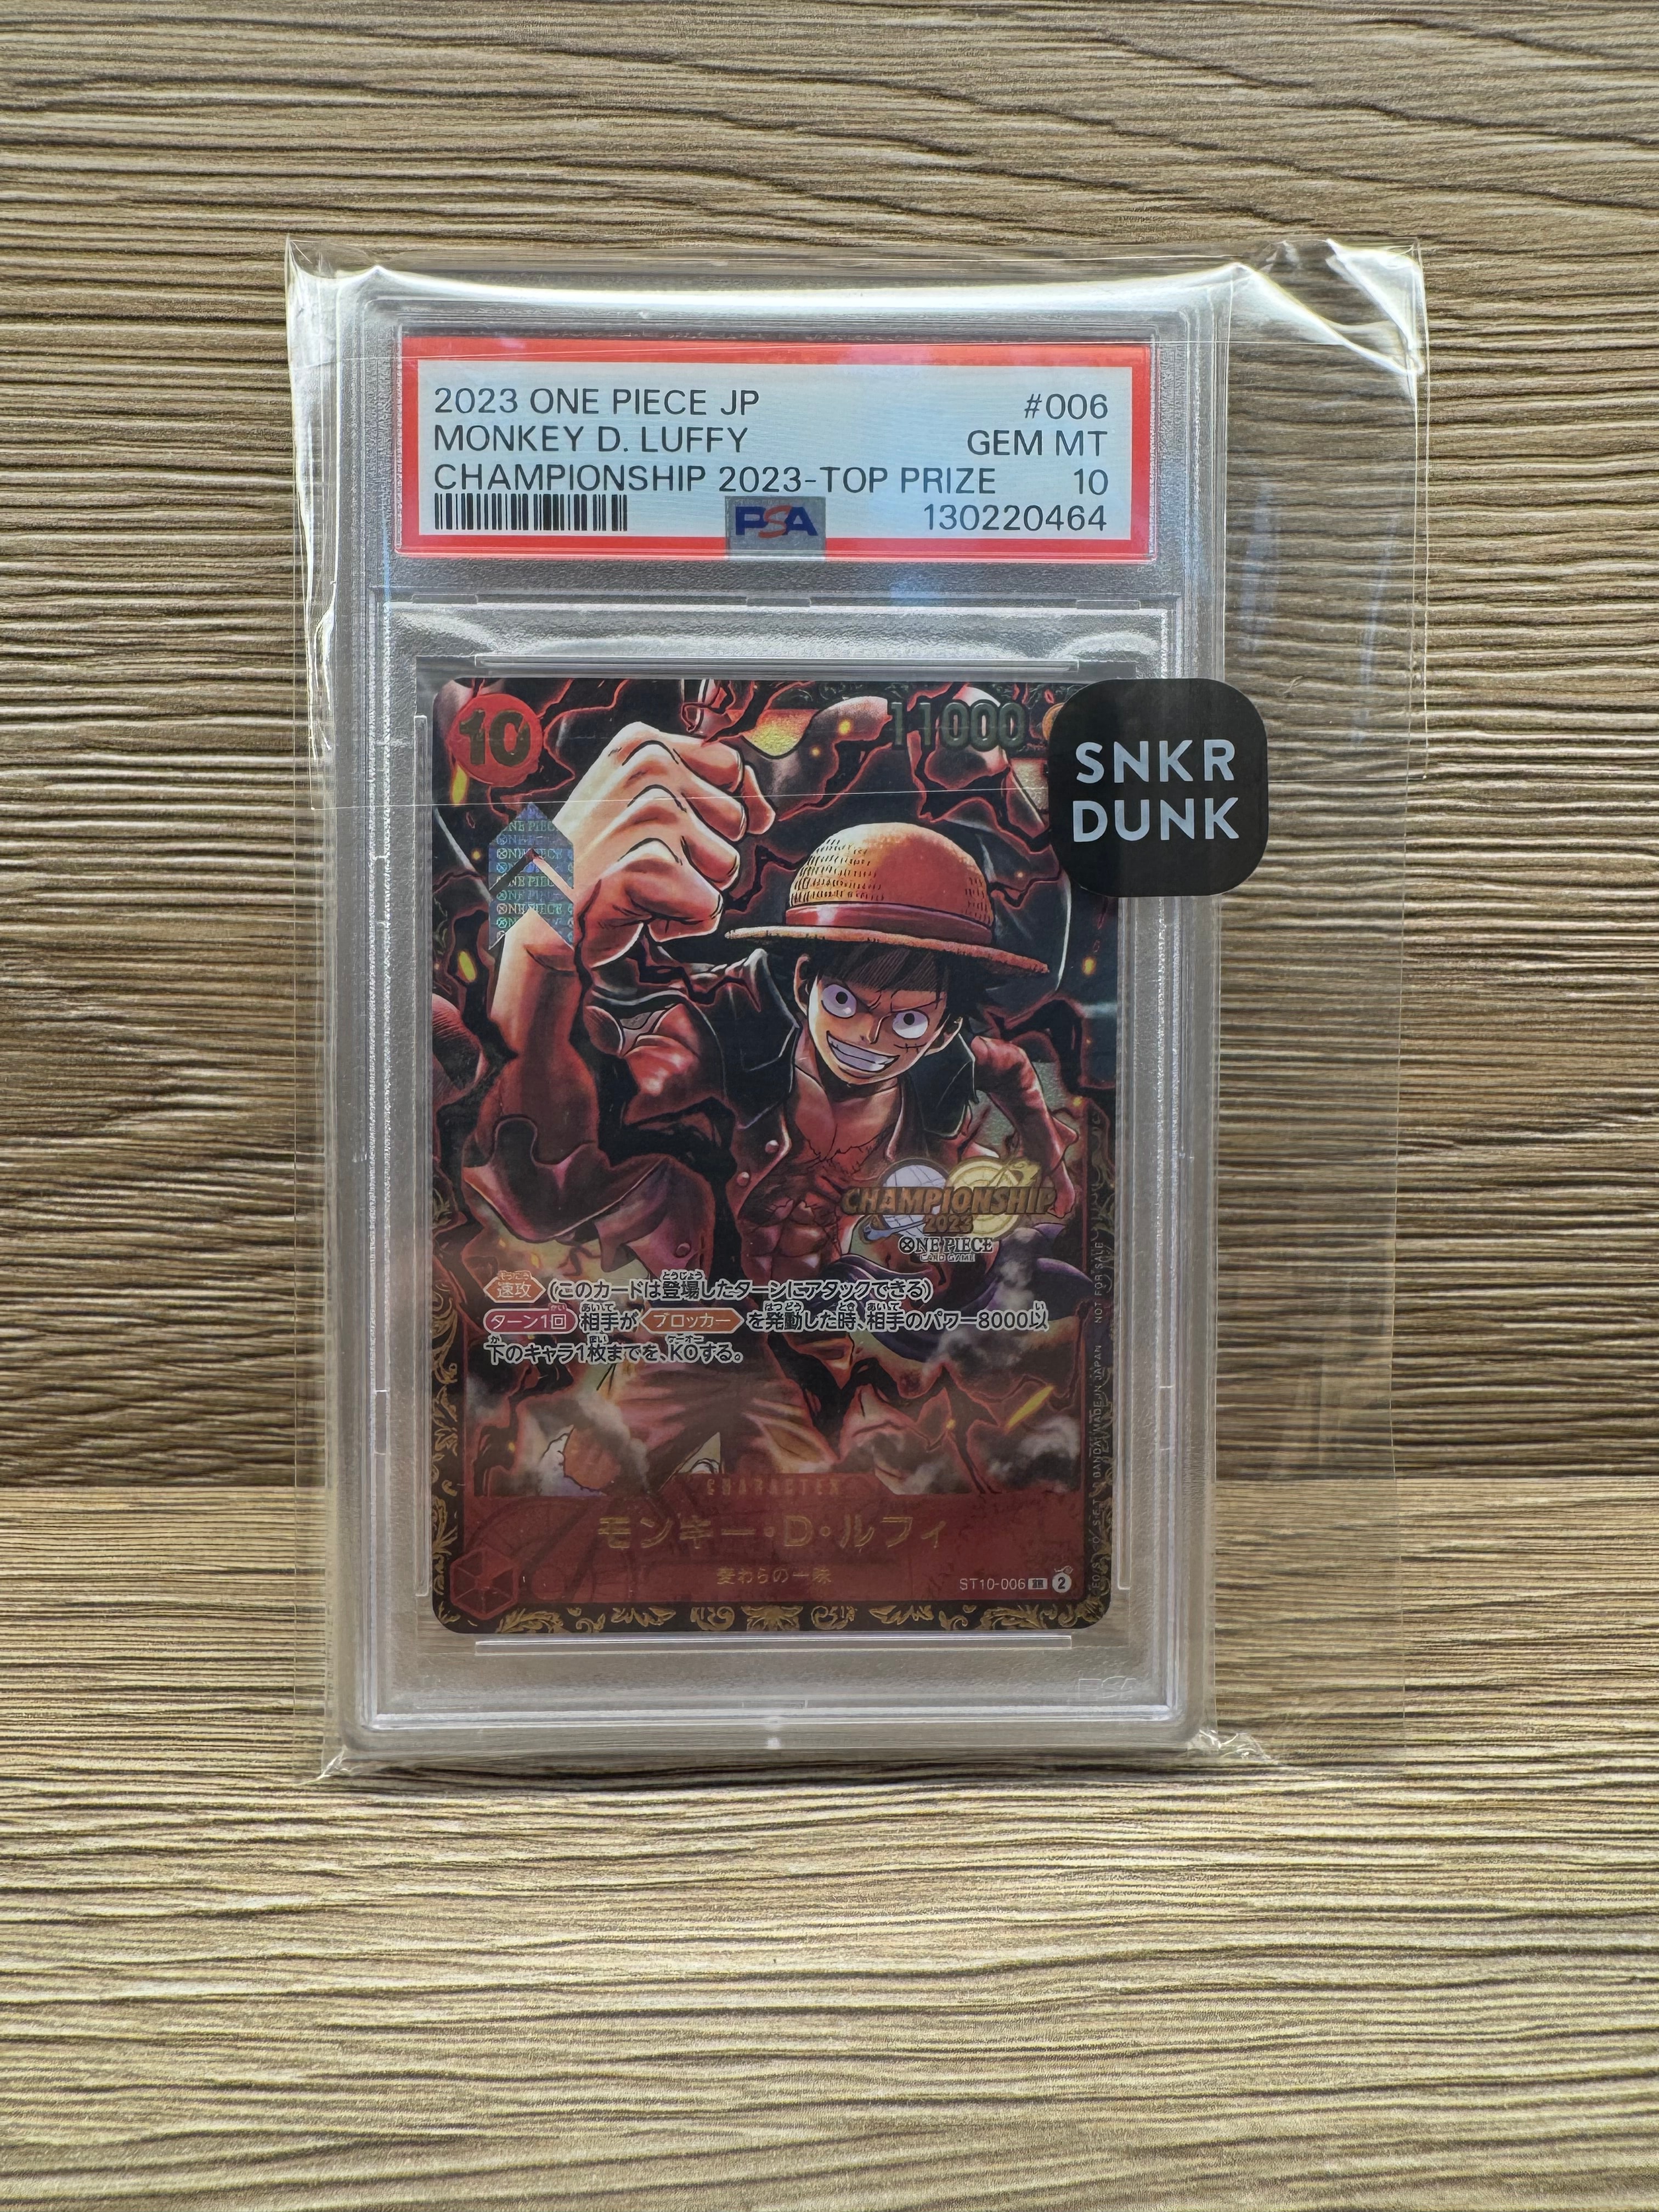 2023 ONE PIECE JP #006
MONKEY D. LUFFY GEM MT
CHAMPIONSHIP 2023-TOP PRIZE 10
PSA 130220464
10
11000
SNKR
DUNK
CHAMPIONSHIP
2023
ONE PIECE
CARD GAME
速攻 (このカードは登場したターンにアタックできる)
ターン1回 相手が ブロッカー を発動した時、相手のパワー8000以
下のキャラ1枚までを、KOする。
CHARACTER
モンキー・D・ルフィ
麦わらの一味
ST10-006 SR 2
BANDAI MADE IN JAPAN NOT FOR SALE